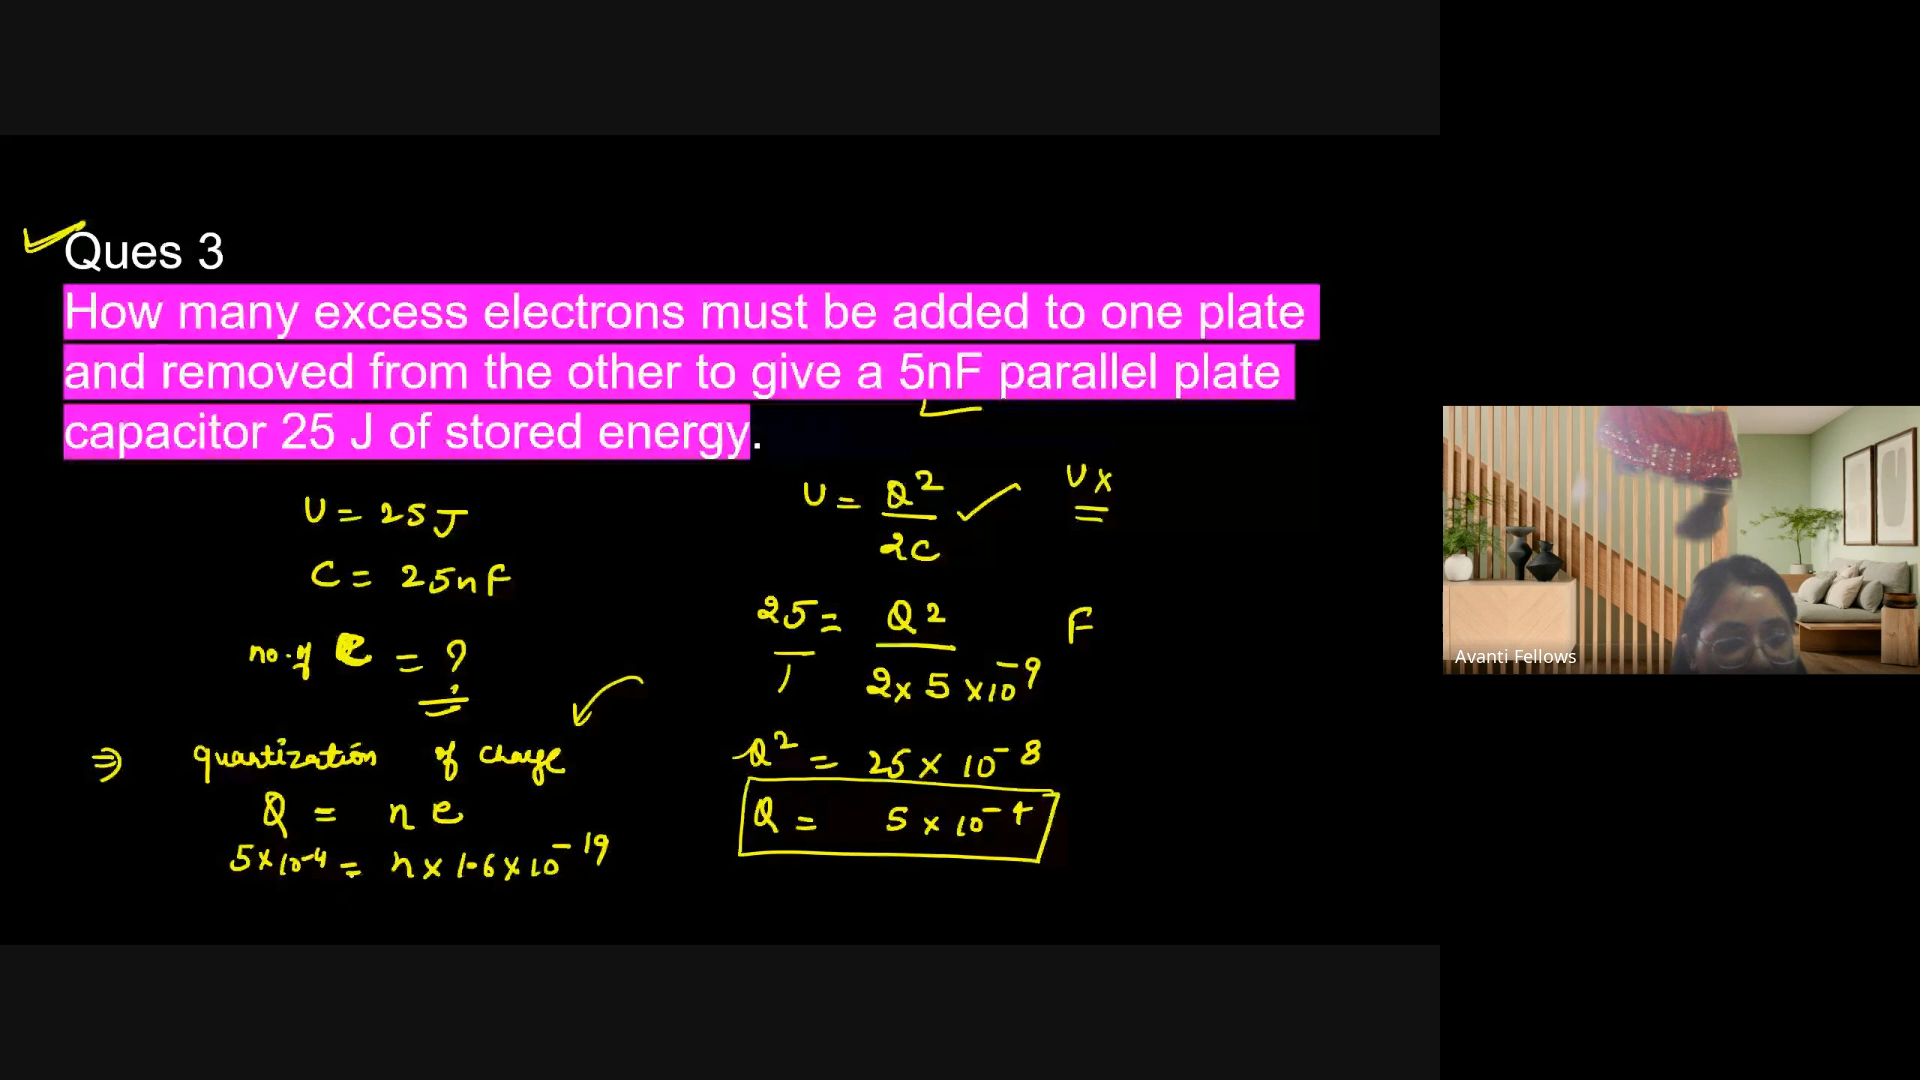 Ques 3
How many excess electrons must be added to one plate
and removed from the other to give a 5nF parallel plate
capacitor 25 J of stored energy.
U = 25 J
C = 25nF
no. of e = ?
⇒ quantization of charge
Q = n e
5×10⁻⁴ = n × 1.6 × 10⁻¹⁹
U = Q² / 2C
V ×
25 / 1 = Q² / 2 × 5 × 10⁻⁹ F
Q² = 25 × 10⁻⁸
Q = 5 × 10⁻⁴
Avanti Fellows